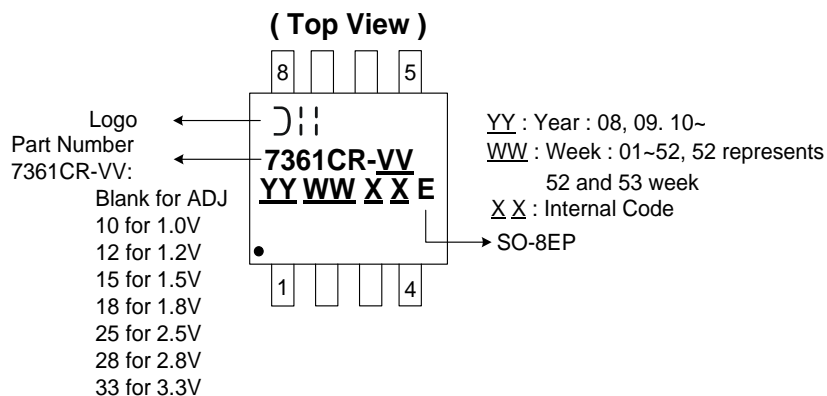 ( Top View )
8 5
Logo
Part Number
7361CR-VV:
Blank for ADJ
10 for 1.0V
12 for 1.2V
15 for 1.5V
18 for 1.8V
25 for 2.5V
28 for 2.8V
33 for 3.3V
7361CR-VV
YY WW X X E
1 4
YY : Year : 08, 09. 10~
WW : Week : 01~52, 52 represents
52 and 53 week
X X : Internal Code
SO-8EP